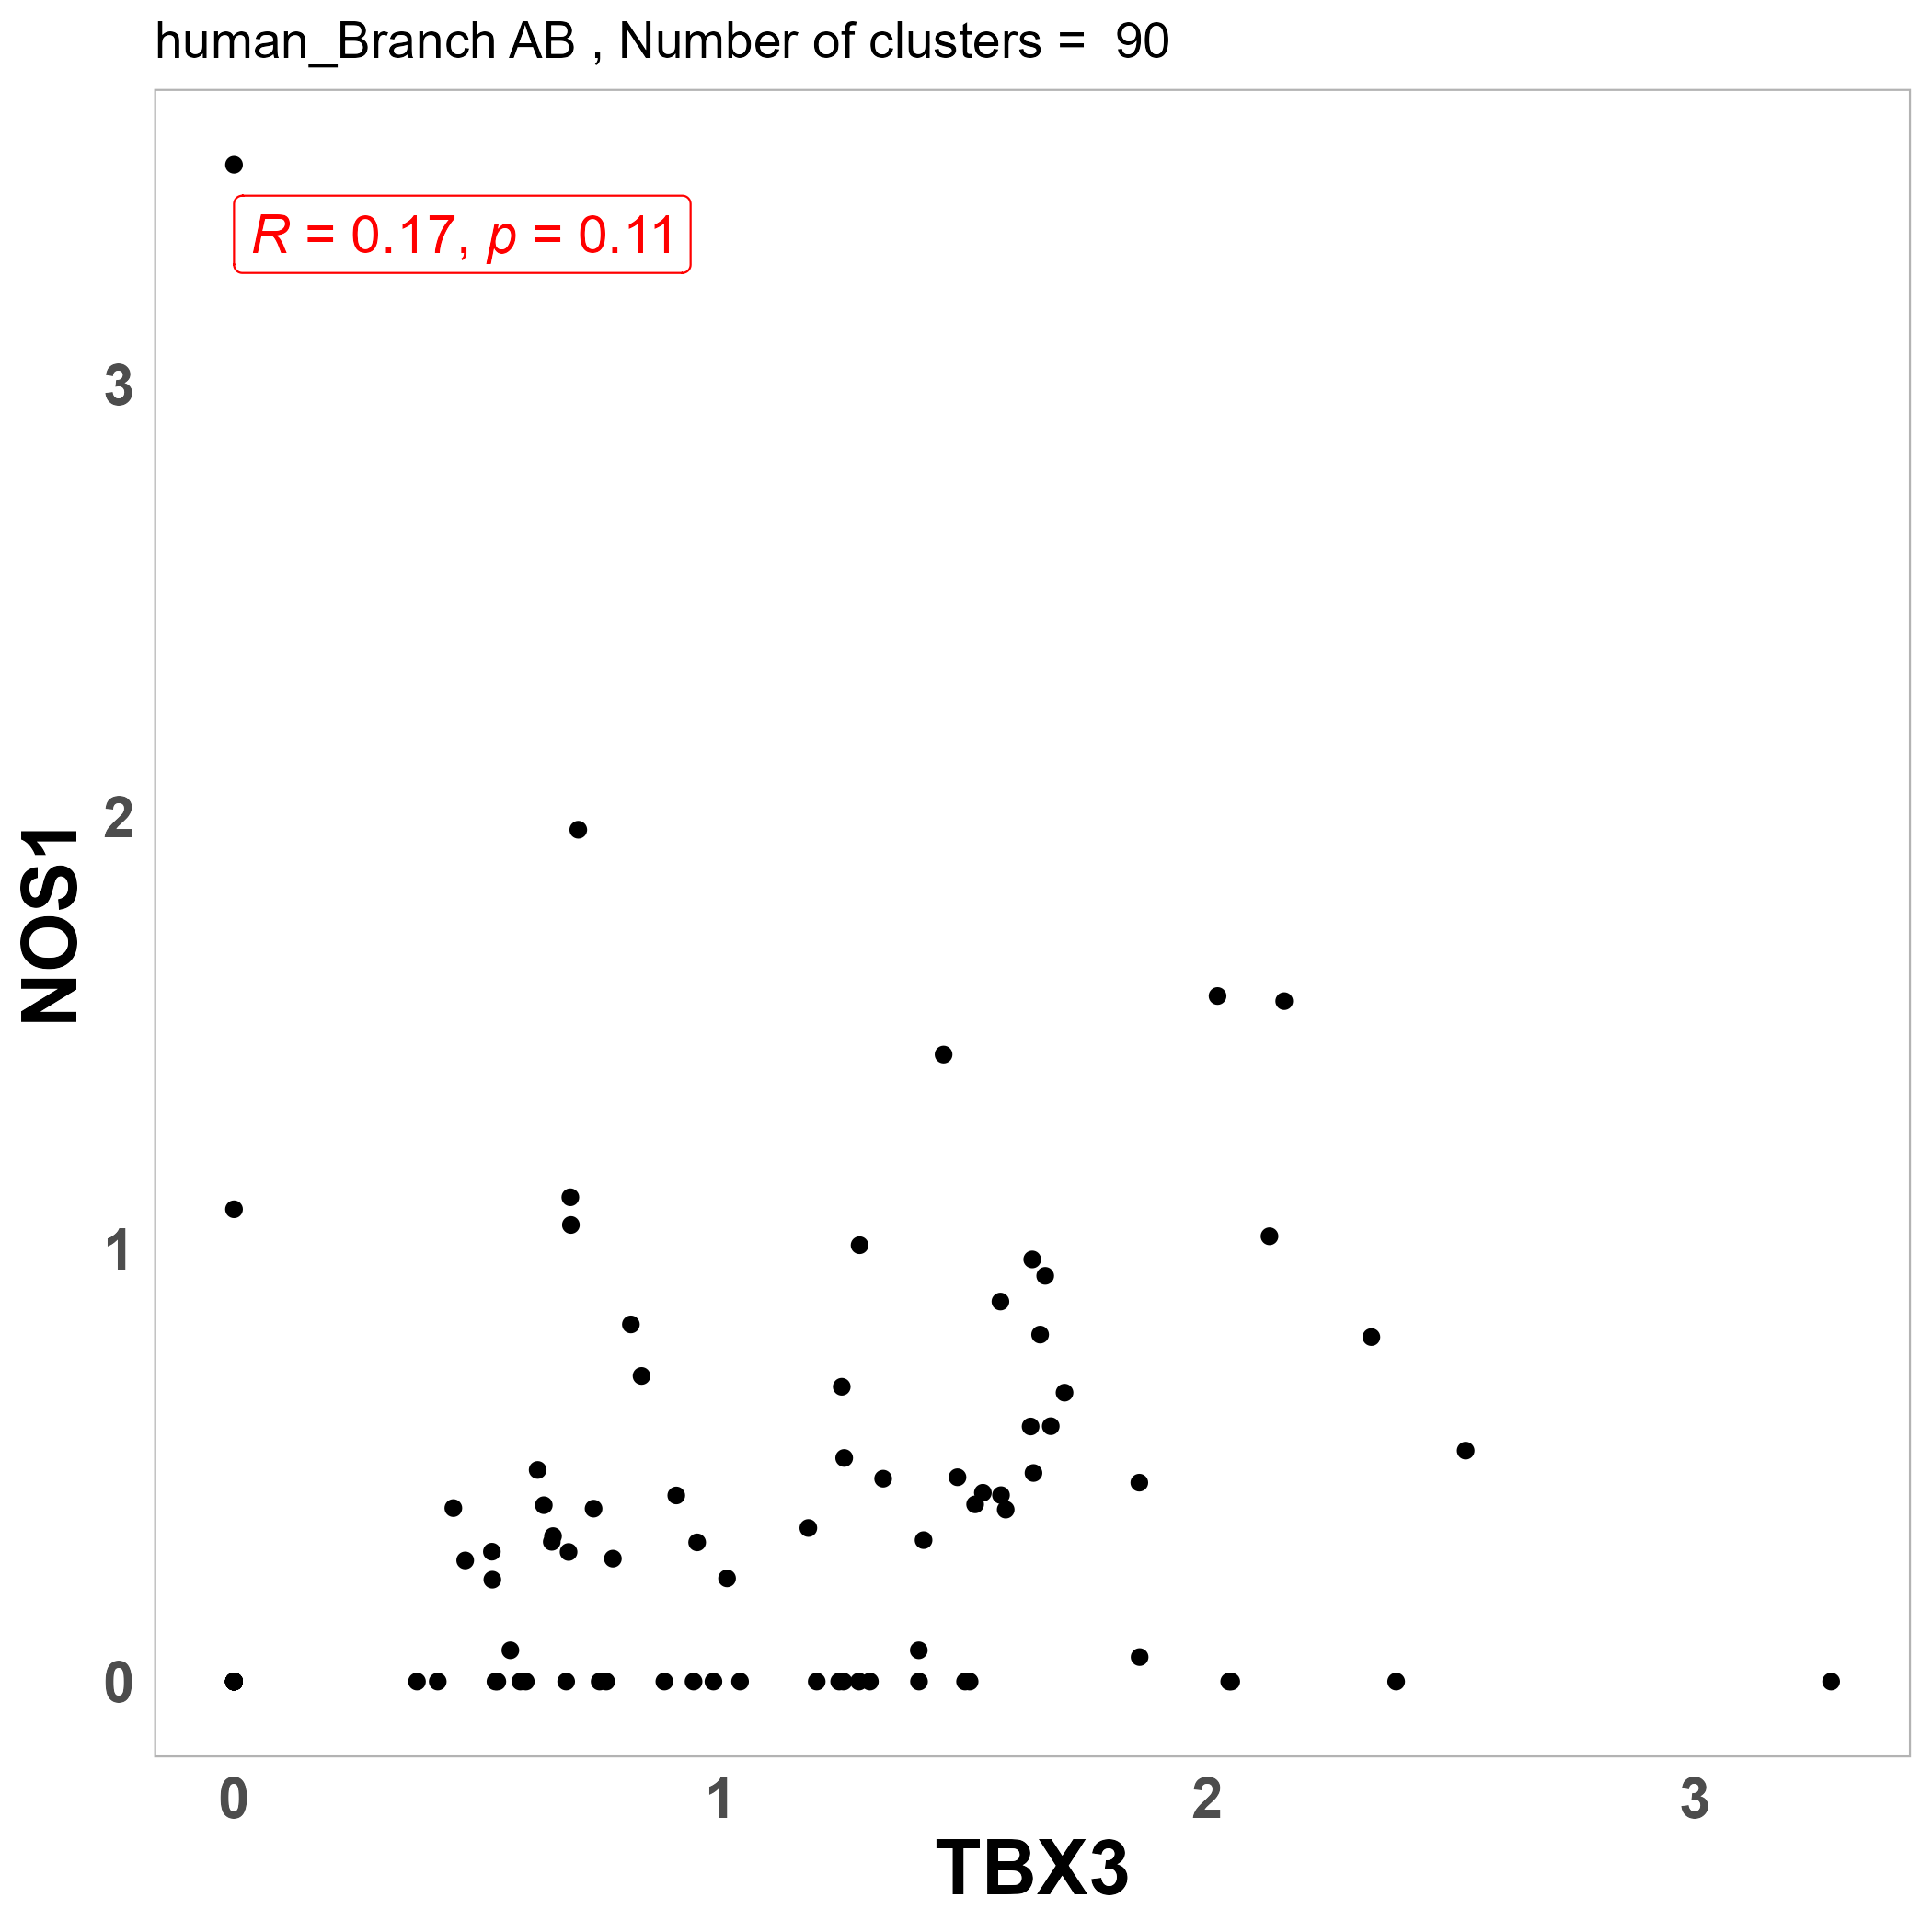 human_Branch AB , Number of clusters =  90
R = 0.17, p = 0.11
3
2
1
0
NOS1
0 1 2 3
TBX3